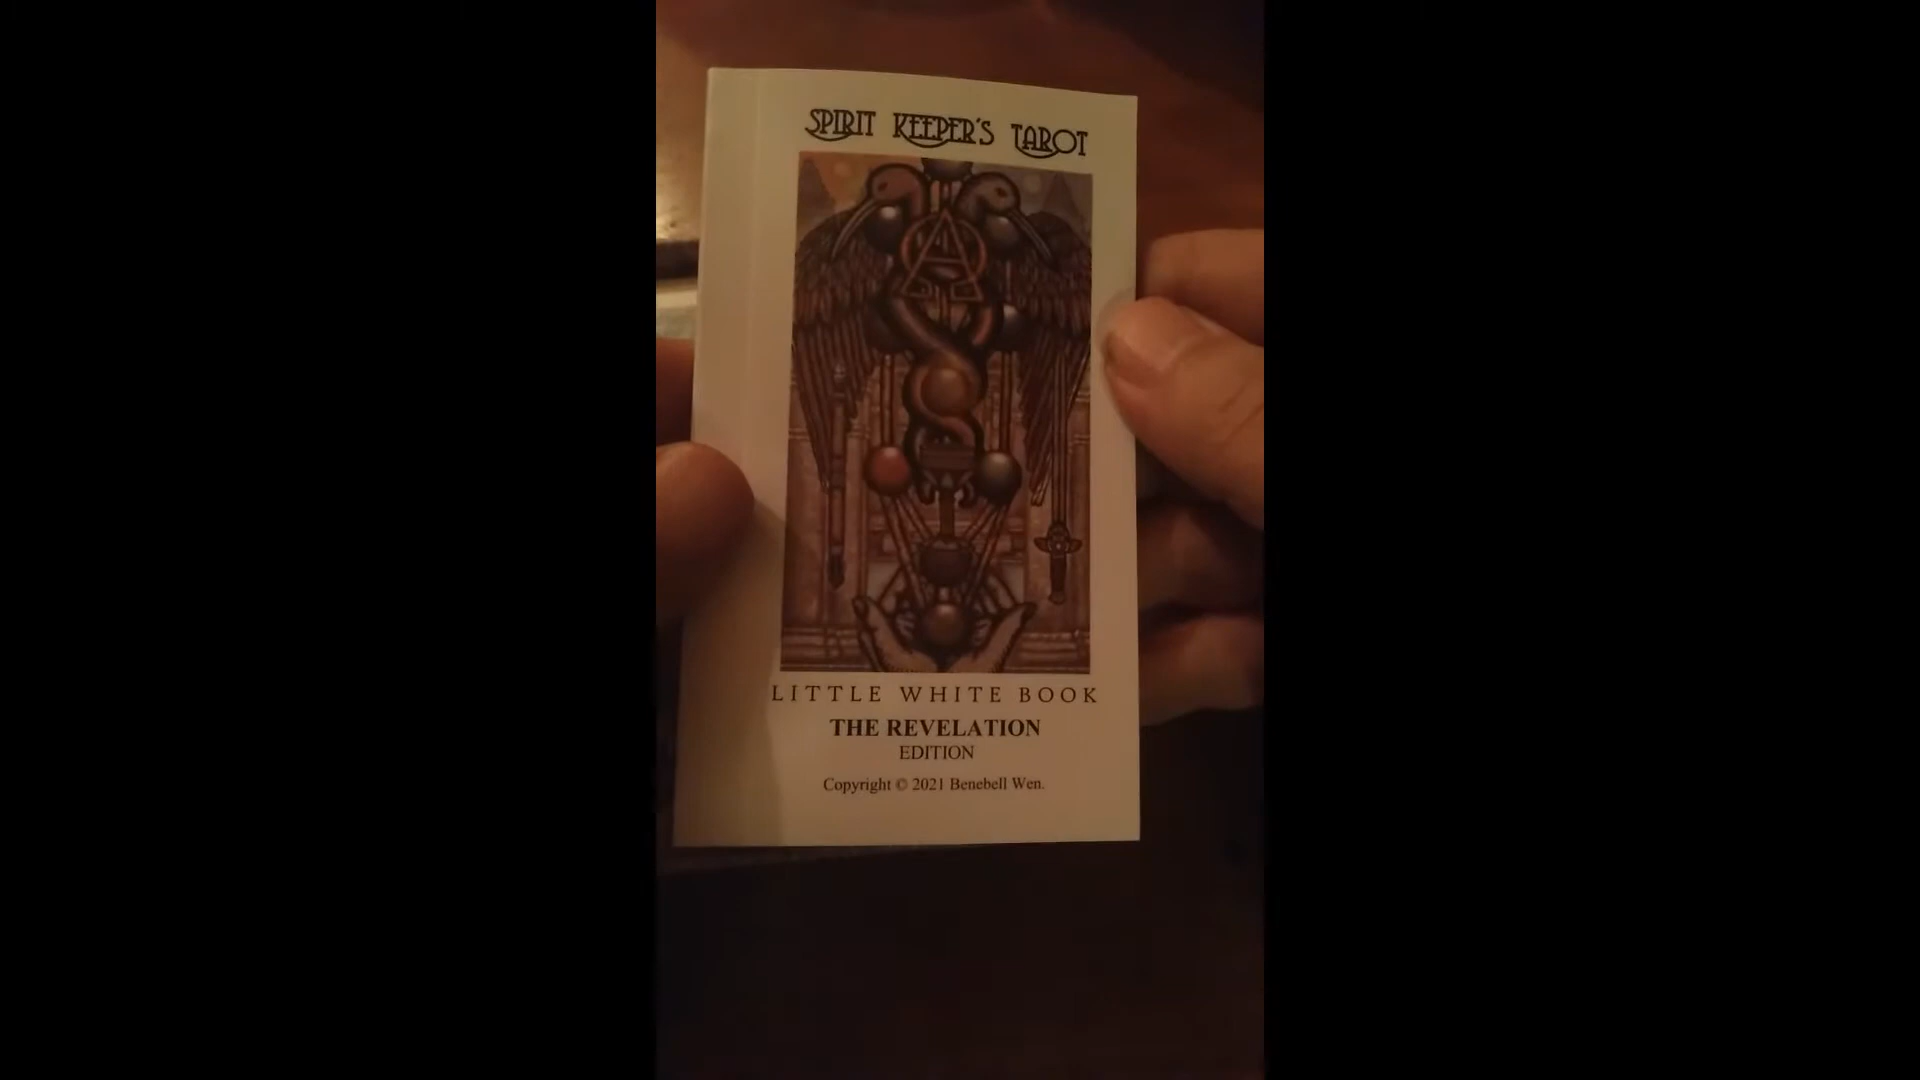 SPIRIT KEEPER'S TAROT
LITTLE WHITE BOOK
THE REVELATION
EDITION
Copyright © 2021 Benebell Wen.